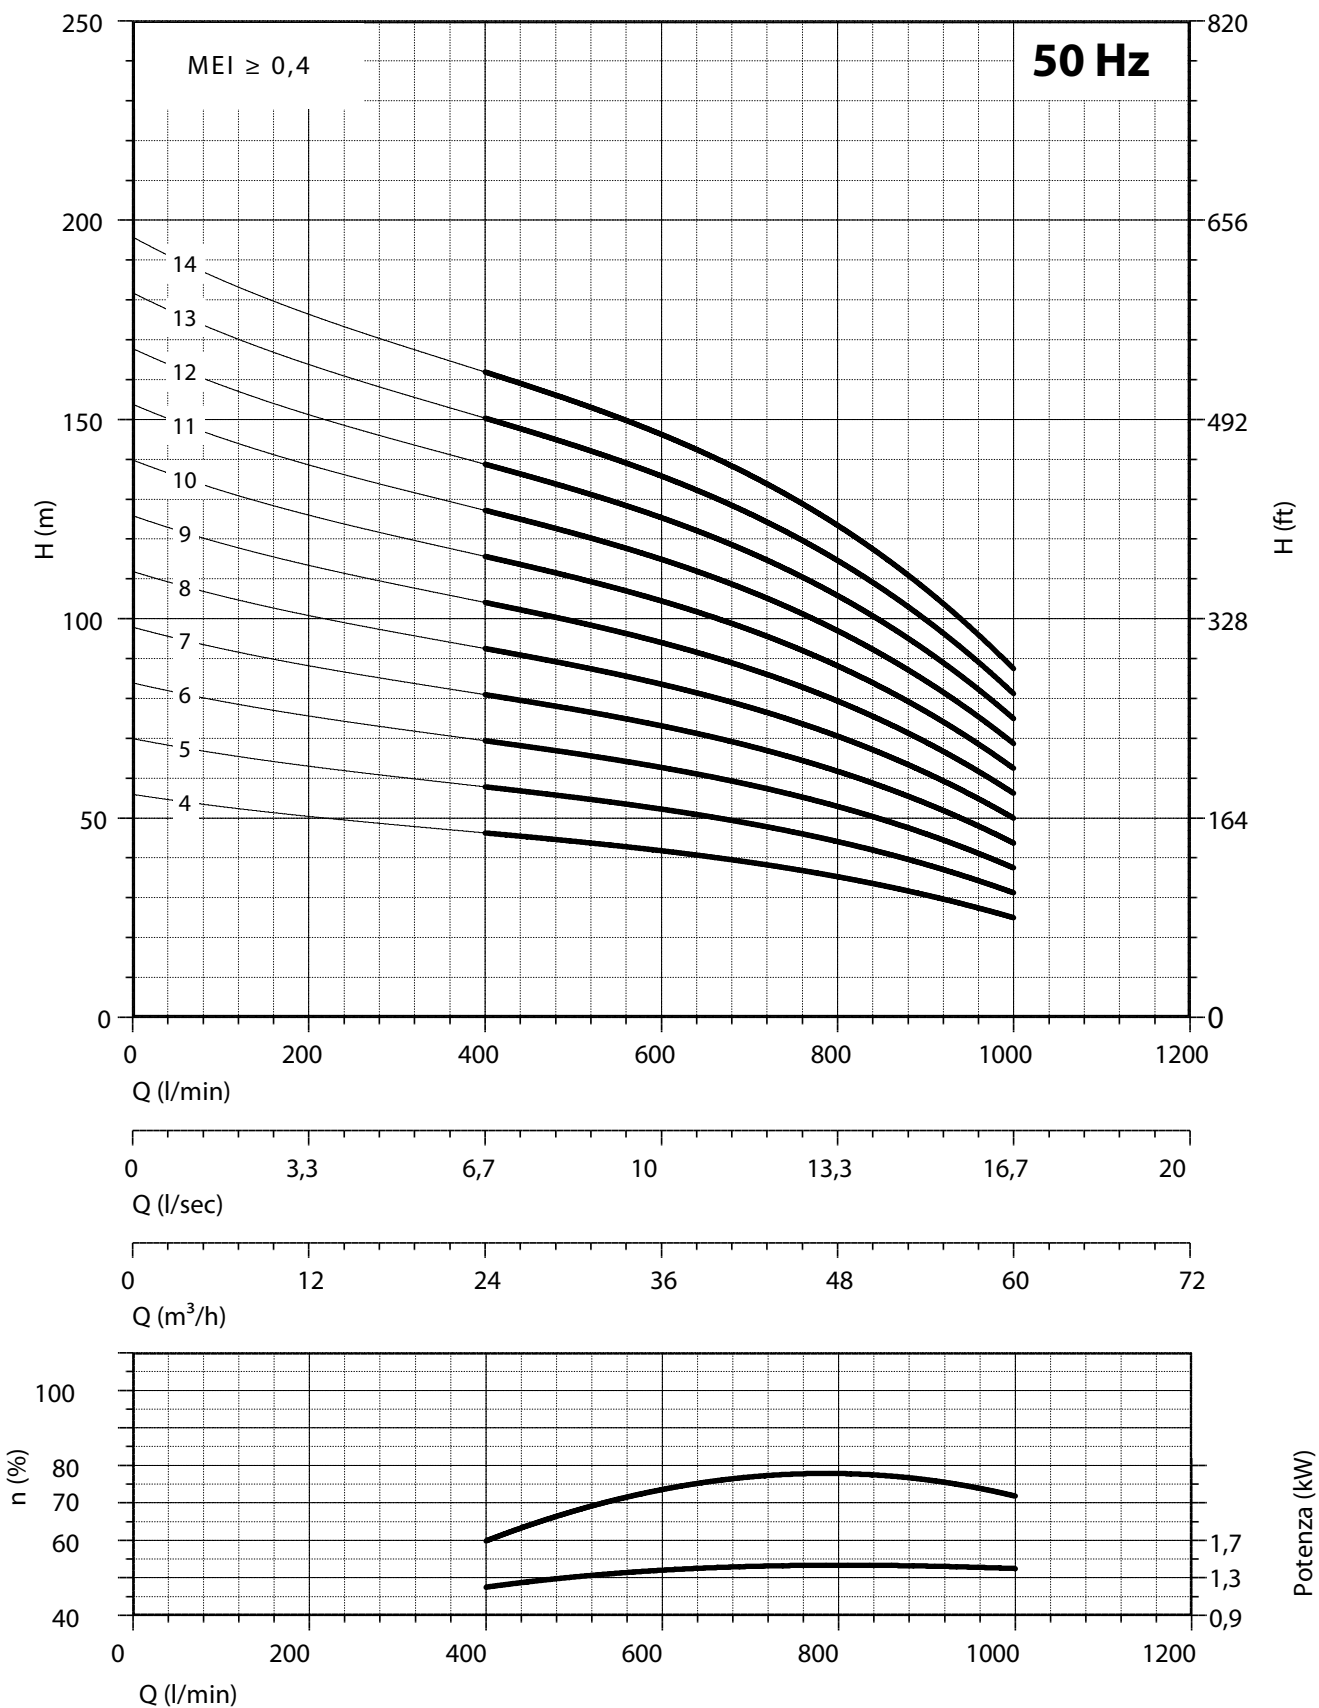 250
820
MEI ≥ 0,4
50 Hz
200
656
14
13
12
150
492
11
10
H (m)
H (ft)
9
8
100
328
7
6
5
4
50
164
0
0
0 200 400 600 800 1000 1200
Q (l/min)
0 3,3 6,7 10 13,3 16,7 20
Q (l/sec)
0 12 24 36 48 60 72
Q (m³/h)
100
n (%)
80
70
60
40
1,7
1,3
0,9
Potenza (kW)
0 200 400 600 800 1000 1200
Q (l/min)